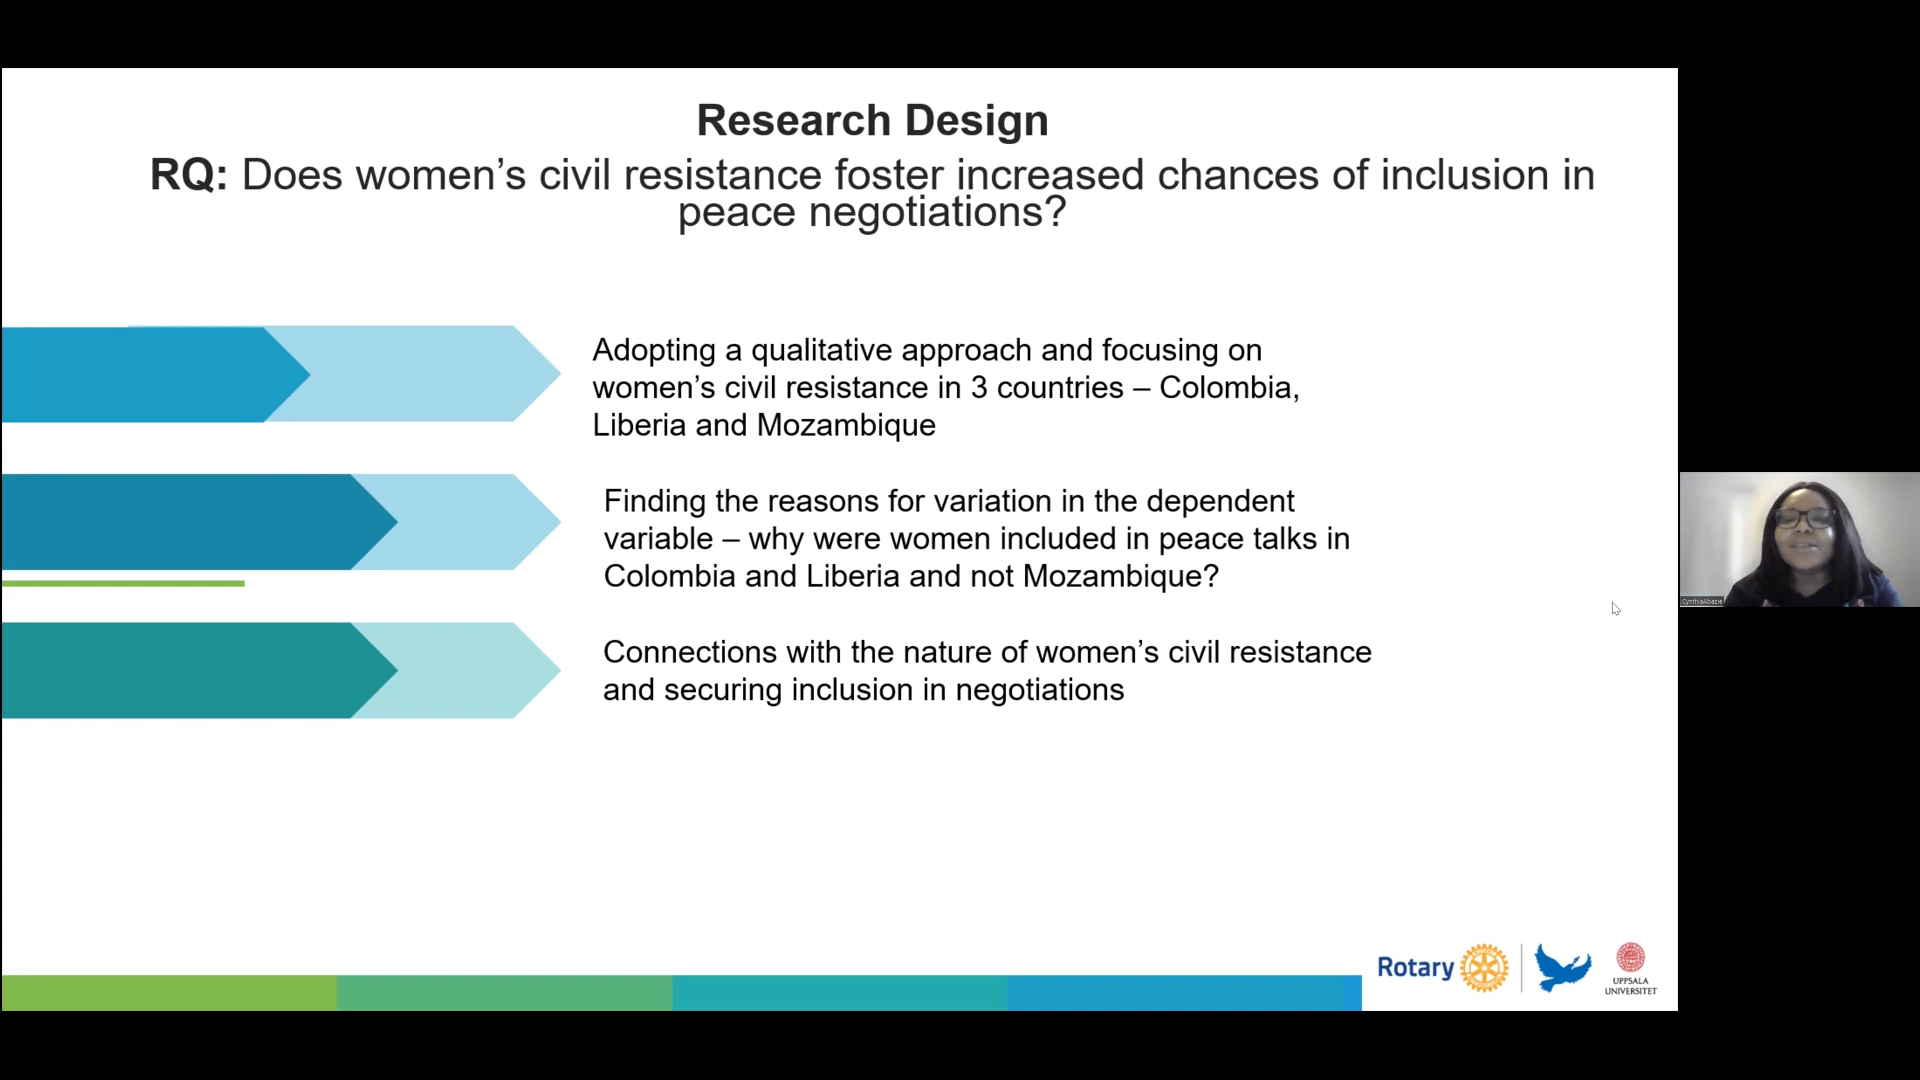 Research Design
RQ: Does women’s civil resistance foster increased chances of inclusion in
peace negotiations?
Adopting a qualitative approach and focusing on
women’s civil resistance in 3 countries – Colombia,
Liberia and Mozambique
Finding the reasons for variation in the dependent
variable – why were women included in peace talks in
Colombia and Liberia and not Mozambique?
Connections with the nature of women’s civil resistance
and securing inclusion in negotiations
CynthiaAbazie
Rotary
UPPSALA
UNIVERSITET